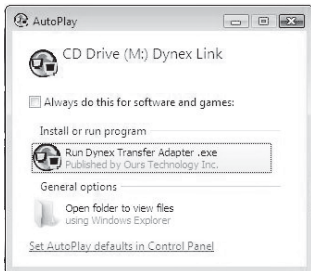 AutoPlay
CD Drive (M:) Dynex Link
Always do this for software and games:
Install or run program
Run Dynex Transfer Adapter .exe
Published by Ours Technology Inc.
General options
Open folder to view files
using Windows Explorer
Set AutoPlay defaults in Control Panel